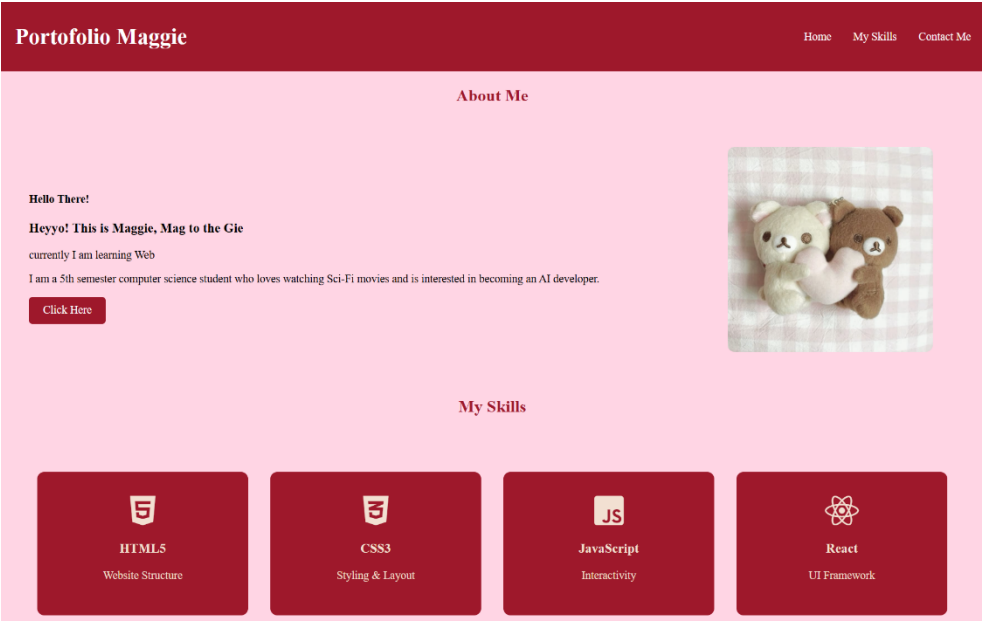 Portofolio Maggie
Home My Skills Contact Me
About Me
Hello There!
Heyyo! This is Maggie, Mag to the Gie
currently I am learning Web
I am a 5th semester computer science student who loves watching Sci-Fi movies and is interested in becoming an AI developer.
Click Here
My Skills
5
HTML5
Website Structure
3
CSS3
Styling & Layout
JS
JavaScript
Interactivity
React
UI Framework